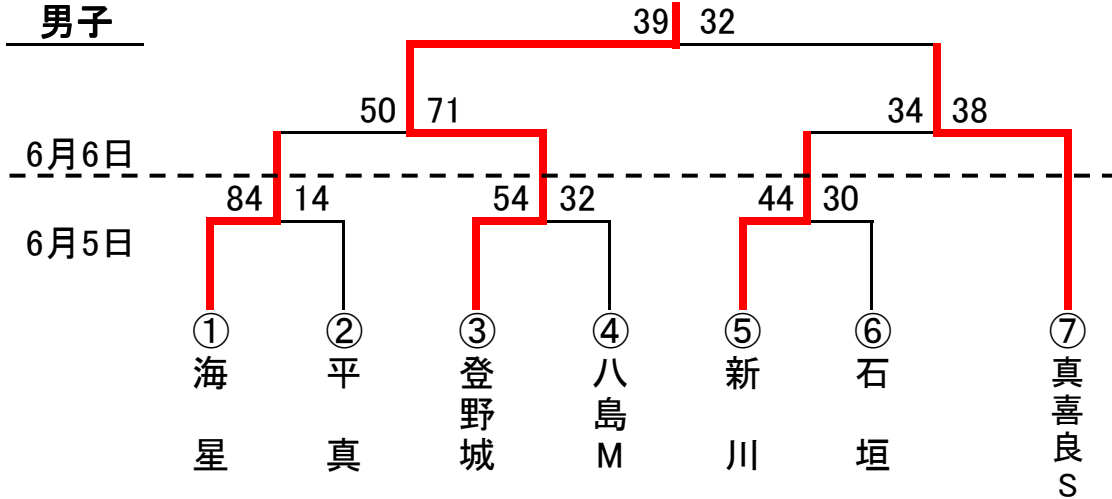 男子
39 32
50 71
34 38
6月6日
84 14
54 32
44 30
6月5日
① ② ③ ④ ⑤ ⑥ ⑦
海星
平真
登野城
八島M
新川
石垣
真喜良S